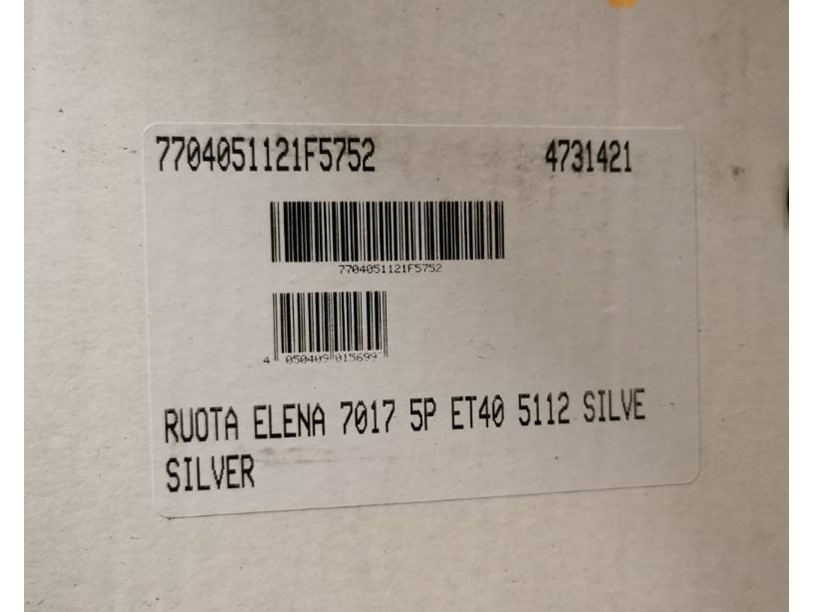 7704051121F5752 4731421
7704051121F5752
4 050409 015699
RUOTA ELENA 7017 5P ET40 5112 SILVE
SILVER